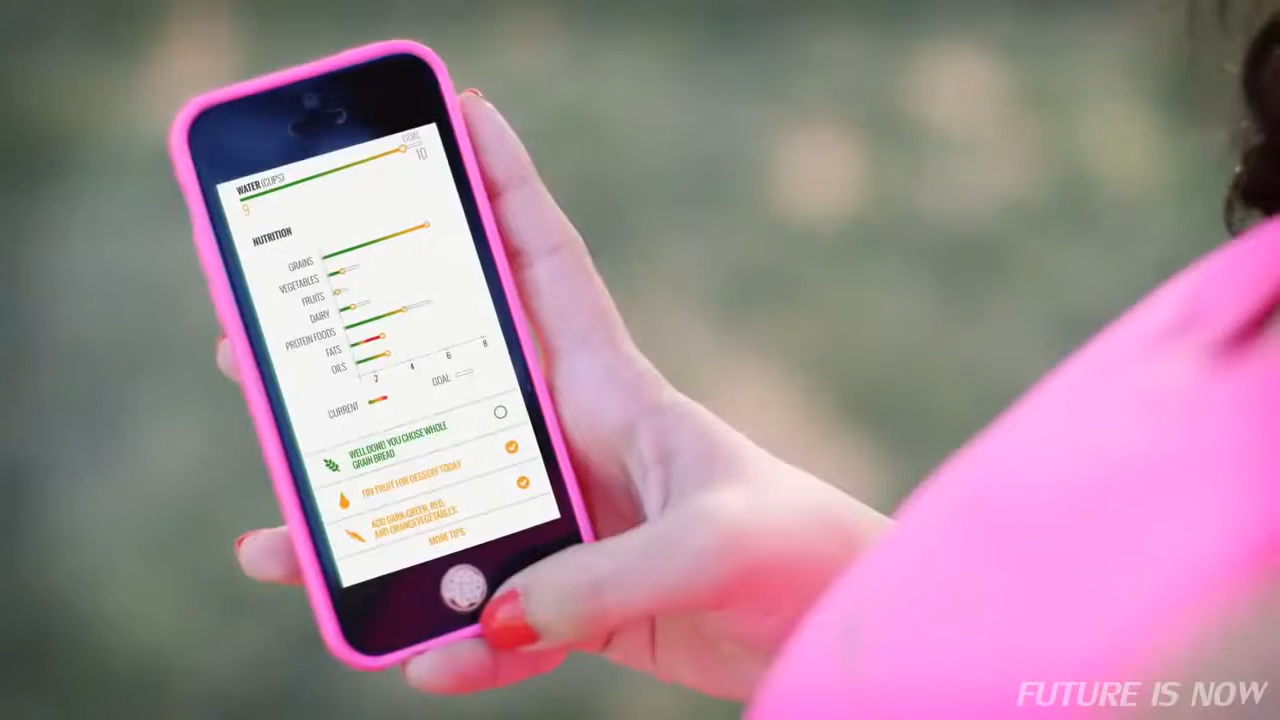 GOAL
WATER (CUPS)
10
9
NUTRITION
GRAINS
VEGETABLES
FRUITS
DAIRY
PROTEIN FOODS
FATS
OILS
2 4 6 8
GOAL
CURRENT
WELL DONE! YOU CHOSE WHOLE
GRAIN BREAD
TRY FRUIT FOR DESSERT TODAY
ADD DARK-GREEN, RED,
AND ORANGE VEGETABLES
MORE TIPS
FUTURE IS NOW